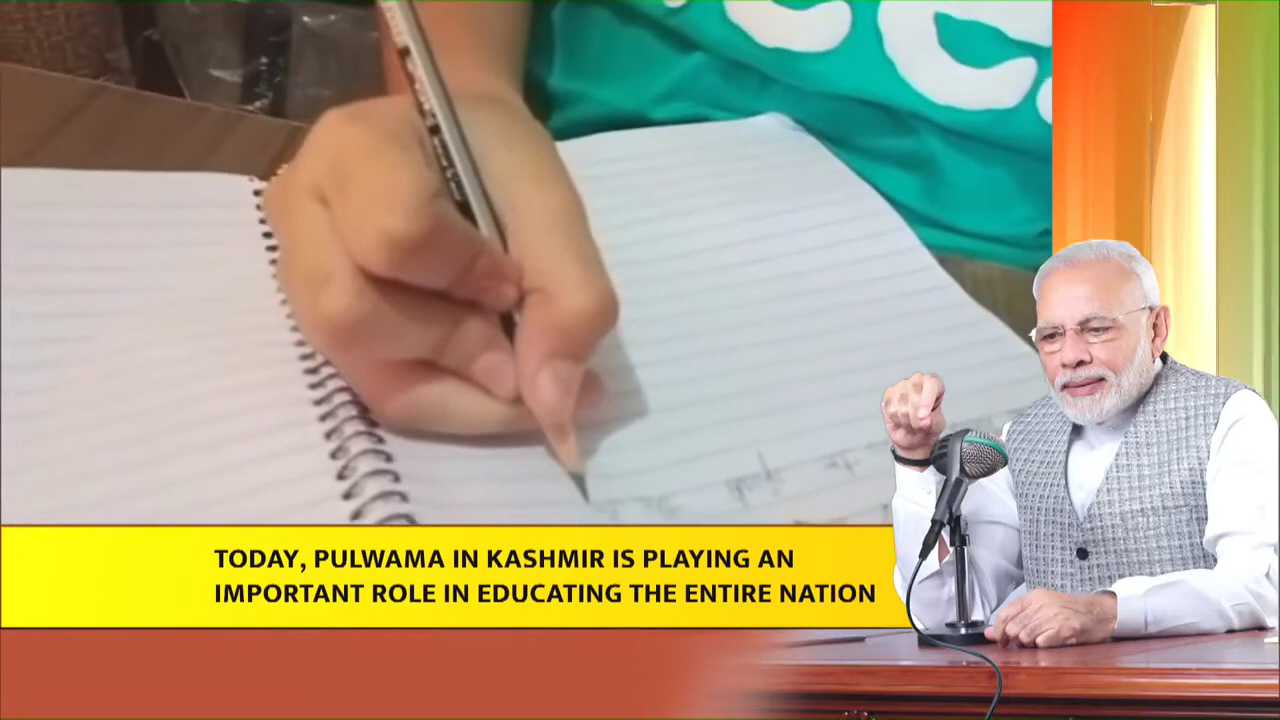 TODAY, PULWAMA IN KASHMIR IS PLAYING AN
IMPORTANT ROLE IN EDUCATING THE ENTIRE NATION